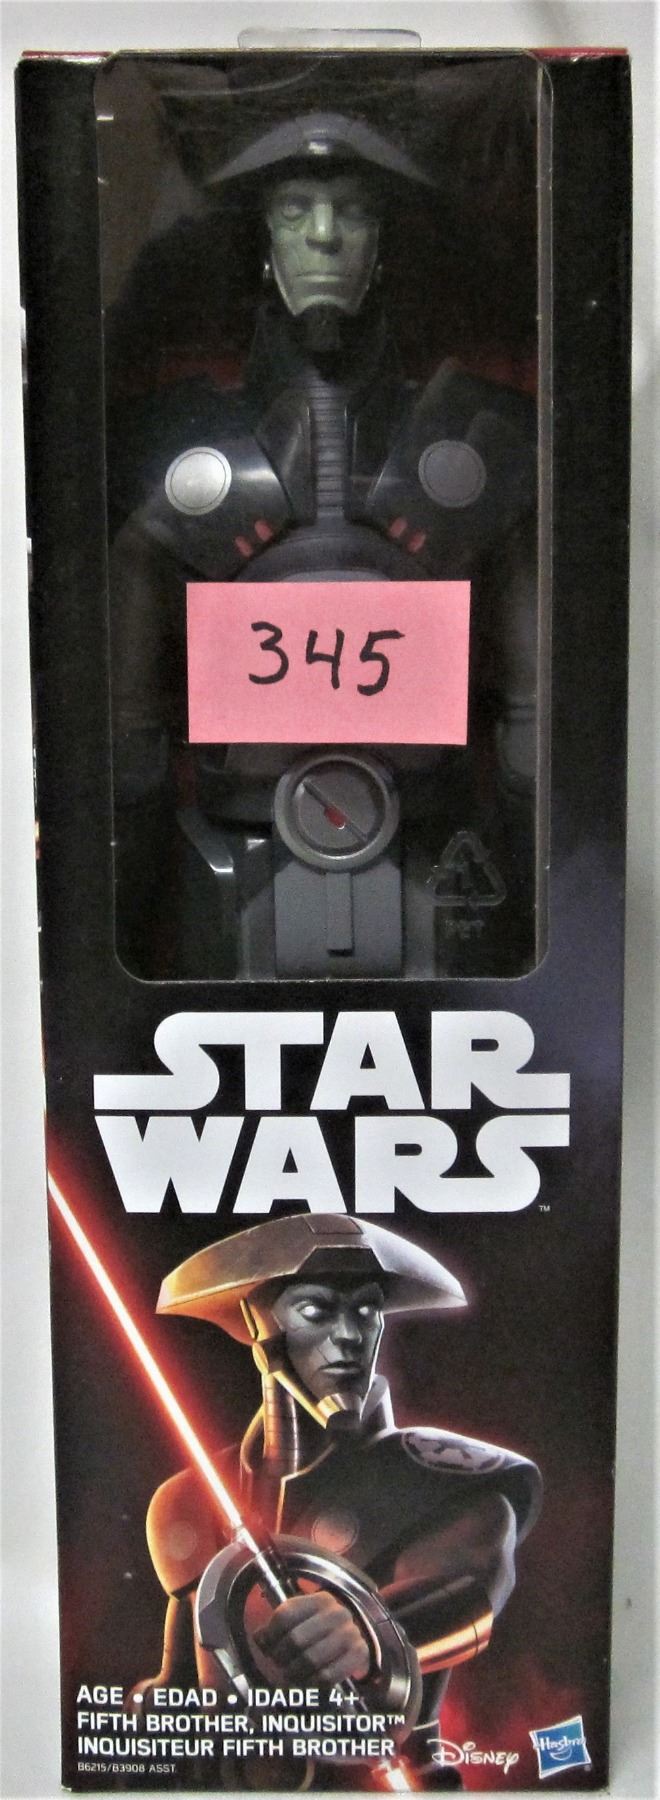 345
PET
STAR
WARS
TM
AGE • EDAD • IDADE 4+
FIFTH BROTHER, INQUISITOR™
INQUISITEUR FIFTH BROTHER
B6215/B3908 ASST.
Disney
Hasbro